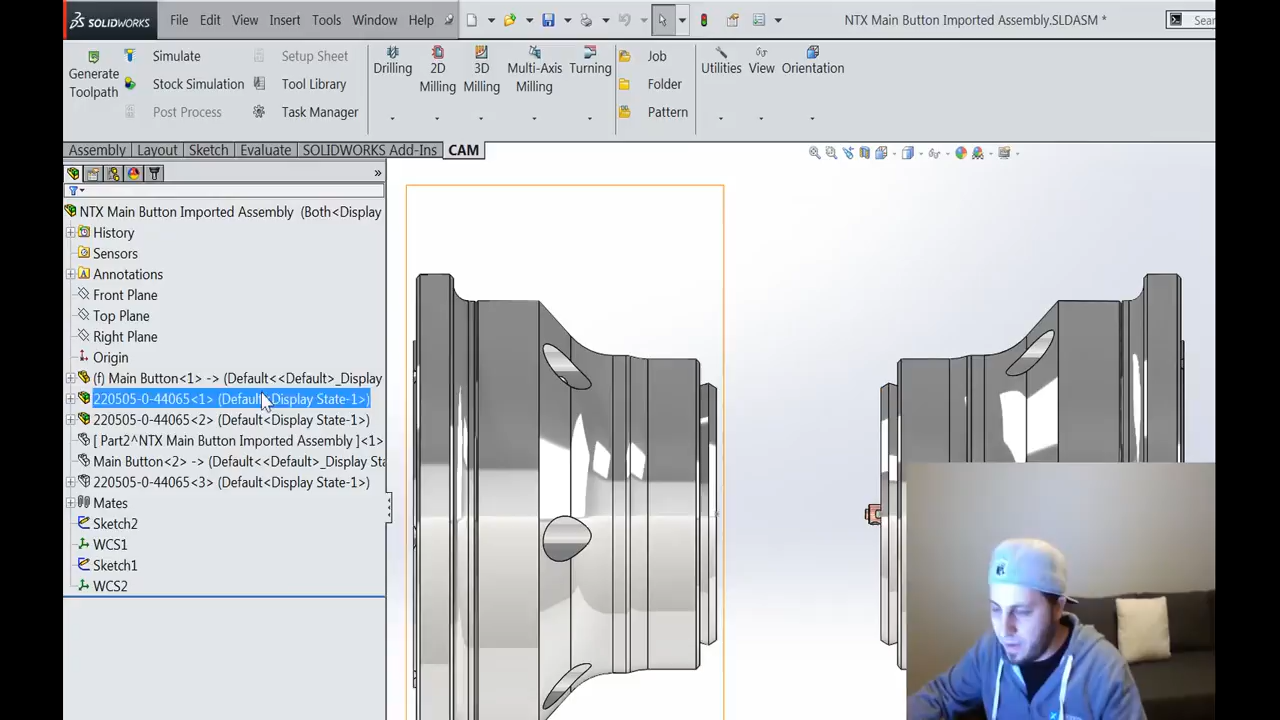 SOLIDWORKS File Edit View Insert Tools Window Help NTX Main Button Imported Assembly.SLDASM * Sear
Generate Toolpath
Simulate Setup Sheet
Stock Simulation Tool Library
Post Process Task Manager
Drilling
2D Milling
3D Milling
Multi-Axis Milling
Turning
Job
Folder
Pattern
Utilities View Orientation
Assembly Layout Sketch Evaluate SOLIDWORKS Add-Ins CAM
»
NTX Main Button Imported Assembly (Both<Display
History
Sensors
Annotations
Front Plane
Top Plane
Right Plane
Origin
(f) Main Button<1> -> (Default<<Default>_Display
220505-0-44065<1> (Default<Display State-1>)
220505-0-44065<2> (Default<Display State-1>)
[ Part2^NTX Main Button Imported Assembly ]<1>
Main Button<2> -> (Default<<Default>_Display Sta
220505-0-44065<3> (Default<Display State-1>)
Mates
Sketch2
WCS1
Sketch1
WCS2